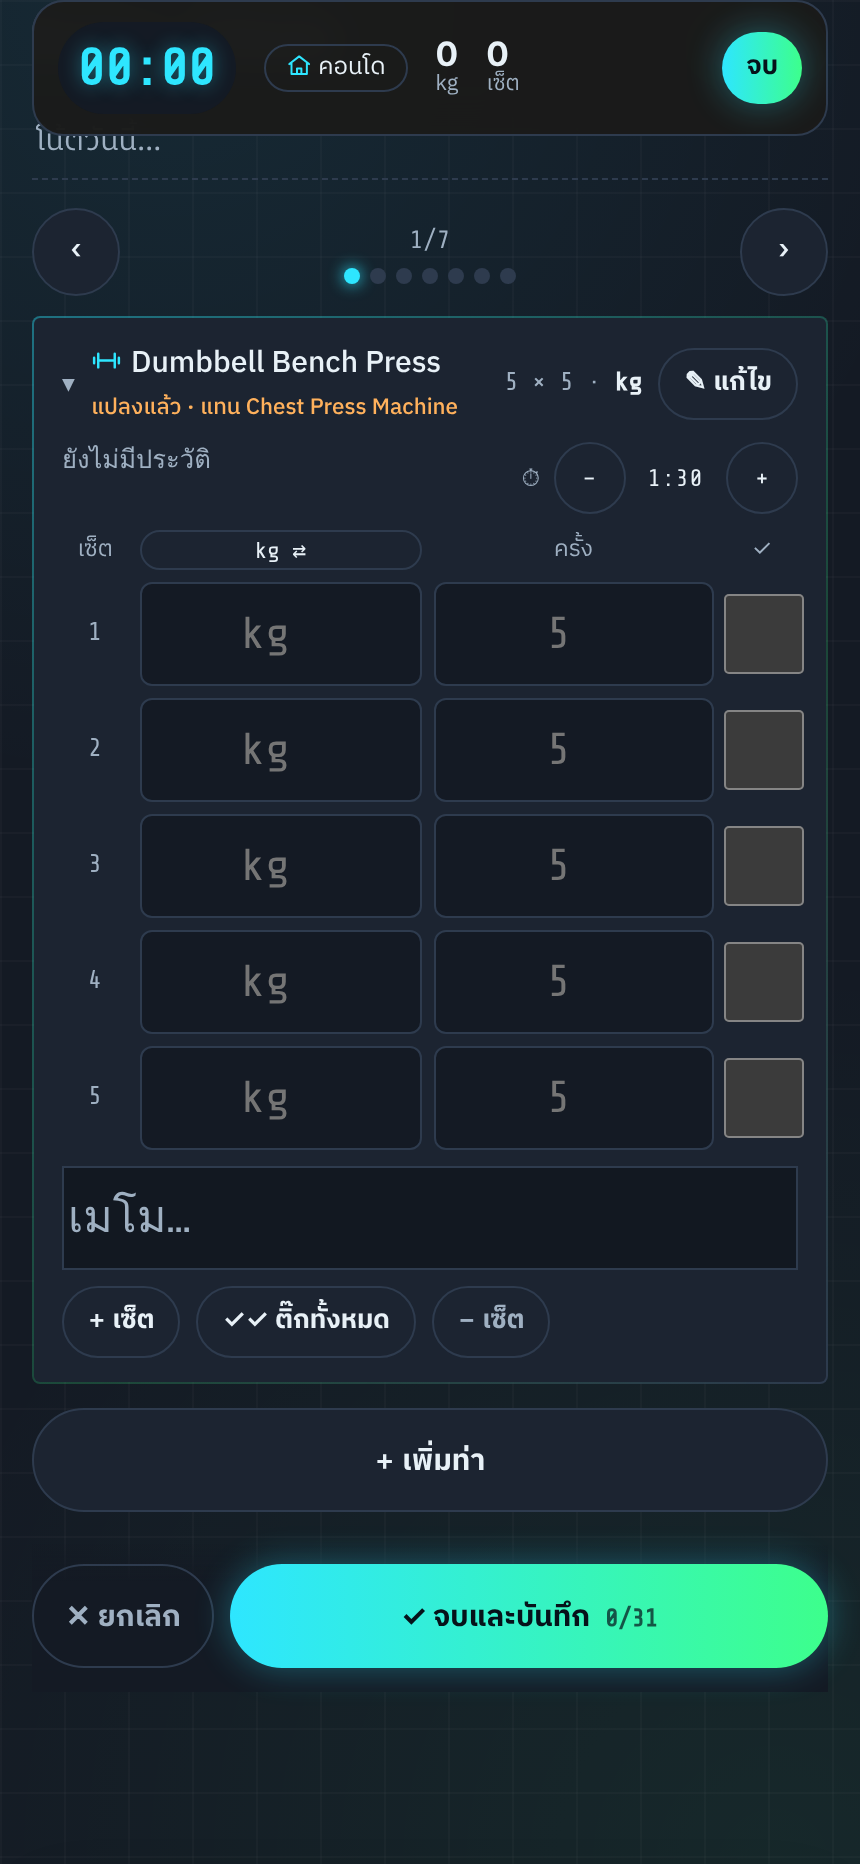 00:00
คอนโด
0 kg
0 เซ็ต
จบ
‹
1/7
›
▼ Dumbbell Bench Press
แปลงแล้ว · แทน Chest Press Machine
5 × 5 · kg
✎ แก้ไข
ยังไม่มีประวัติ
⏱ − 1:30 +
เซ็ต kg ⇄ ครั้ง ✓
1 kg 5
2 kg 5
3 kg 5
4 kg 5
5 kg 5
เมโม...
+ เซ็ต ✓✓ ติ๊กทั้งหมด − เซ็ต
+ เพิ่มท่า
✕ ยกเลิก ✓ จบและบันทึก 0/31